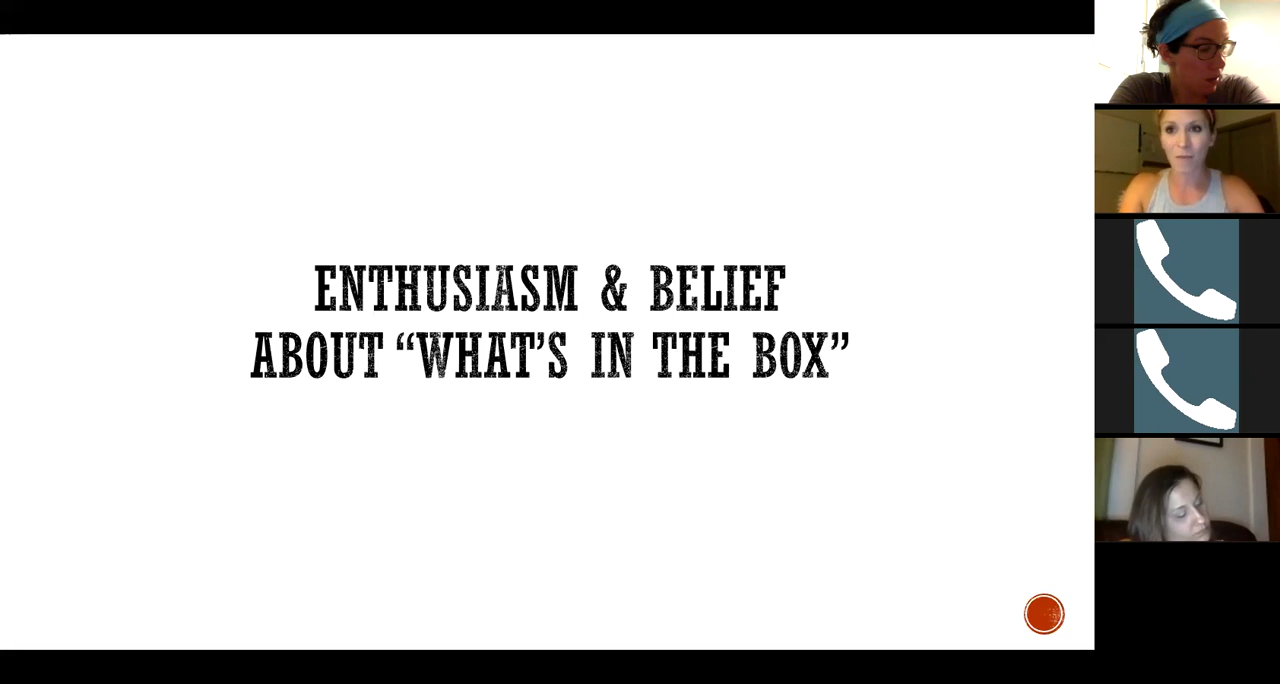 ENTHUSIASM & BELIEF
ABOUT “WHAT’S IN THE BOX”